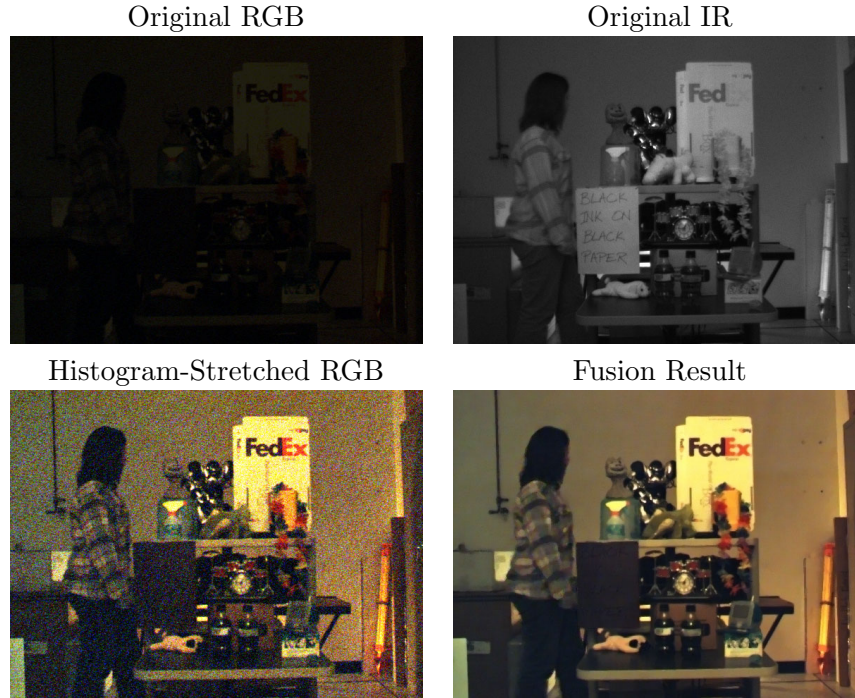 Original RGB
Original IR
FedEx
FedEx
BLACK
INK ON
BLACK
PAPER
Histogram-Stretched RGB
Fusion Result
FedEx
FedEx